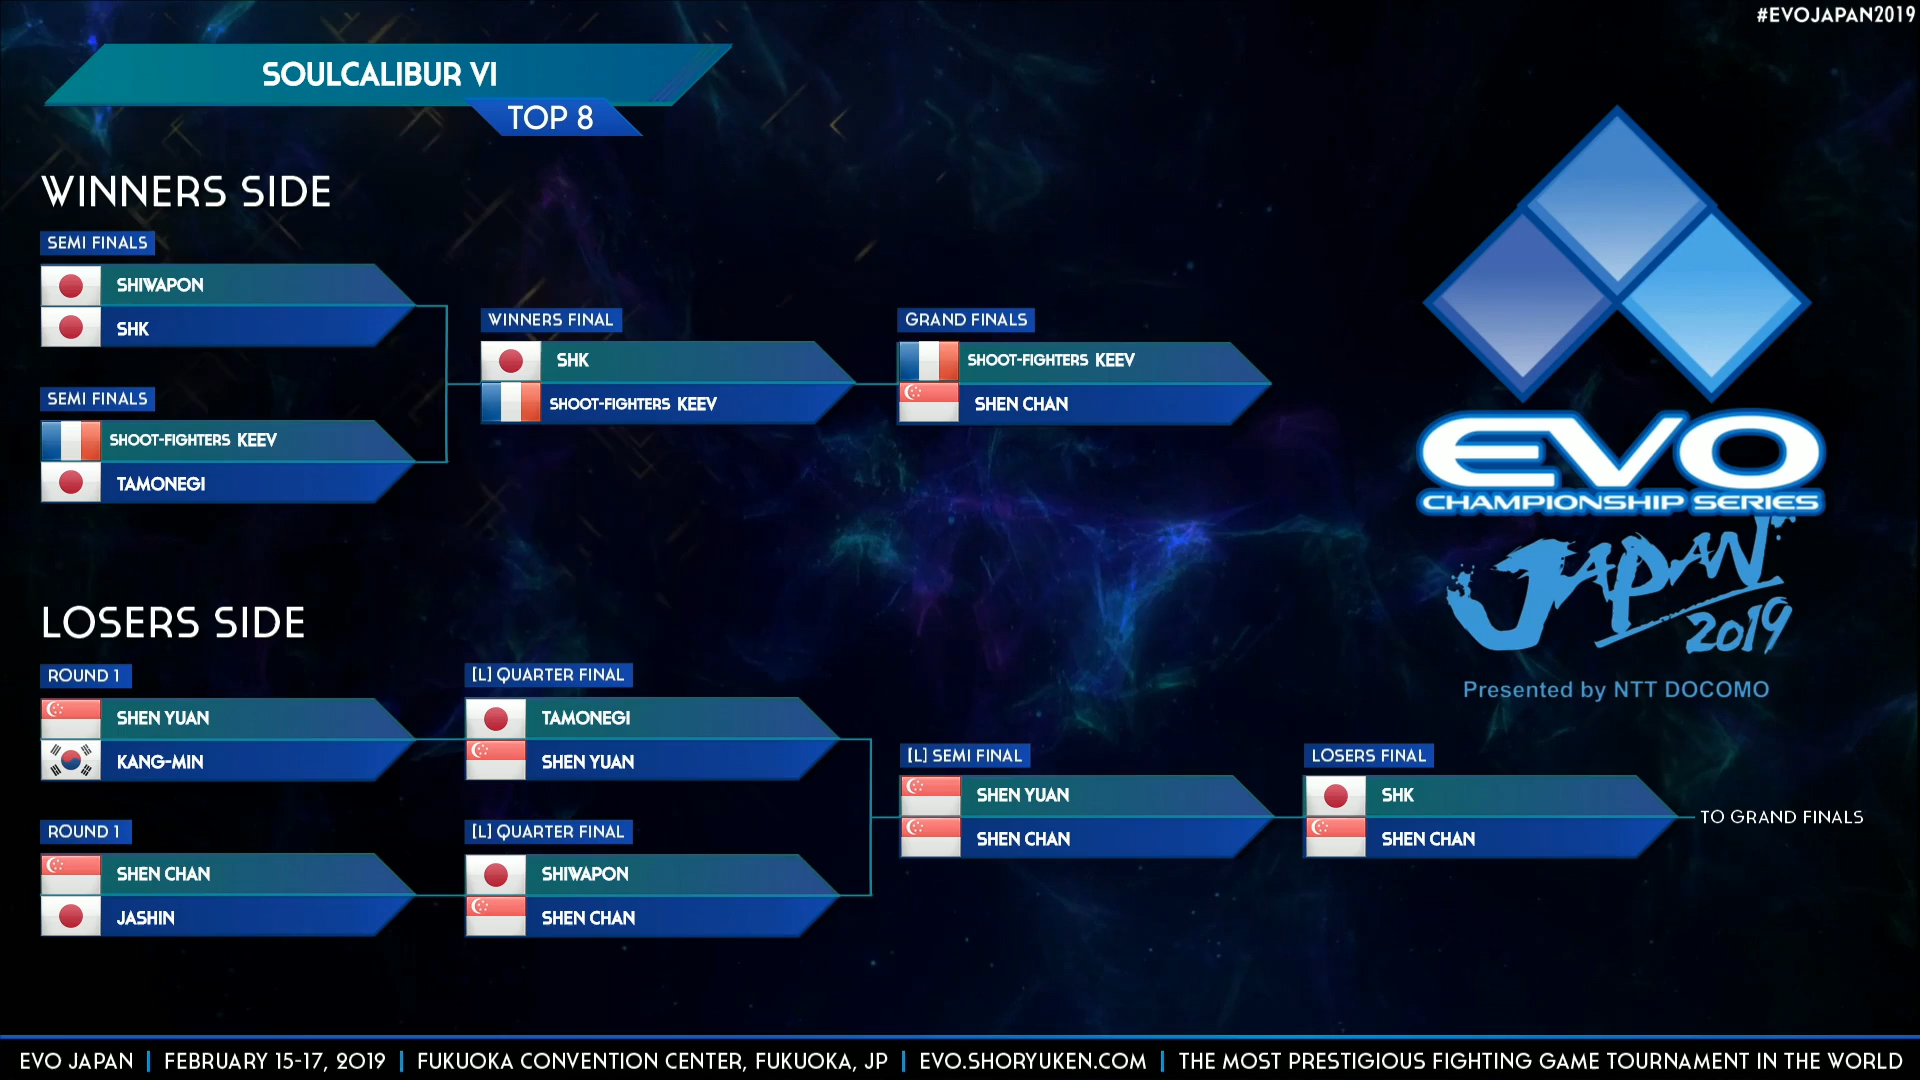 #EVOJAPAN2019
SOULCALIBUR VI
TOP 8
WINNERS SIDE
SEMI FINALS
SHIWAPON
SHK
SEMI FINALS
SHOOT-FIGHTERS KEEV
TAMONEGI
WINNERS FINAL
SHK
SHOOT-FIGHTERS KEEV
GRAND FINALS
SHOOT-FIGHTERS KEEV
SHEN CHAN
EVO
CHAMPIONSHIP SERIES
JAPAN
2019
Presented by NTT DOCOMO
LOSERS SIDE
ROUND 1
SHEN YUAN
KANG-MIN
ROUND 1
SHEN CHAN
JASHIN
[L] QUARTER FINAL
TAMONEGI
SHEN YUAN
[L] QUARTER FINAL
SHIWAPON
SHEN CHAN
[L] SEMI FINAL
SHEN YUAN
SHEN CHAN
LOSERS FINAL
SHK
SHEN CHAN
TO GRAND FINALS
EVO JAPAN | FEBRUARY 15-17, 2019 | FUKUOKA CONVENTION CENTER, FUKUOKA, JP | EVO.SHORYUKEN.COM | THE MOST PRESTIGIOUS FIGHTING GAME TOURNAMENT IN THE WORLD